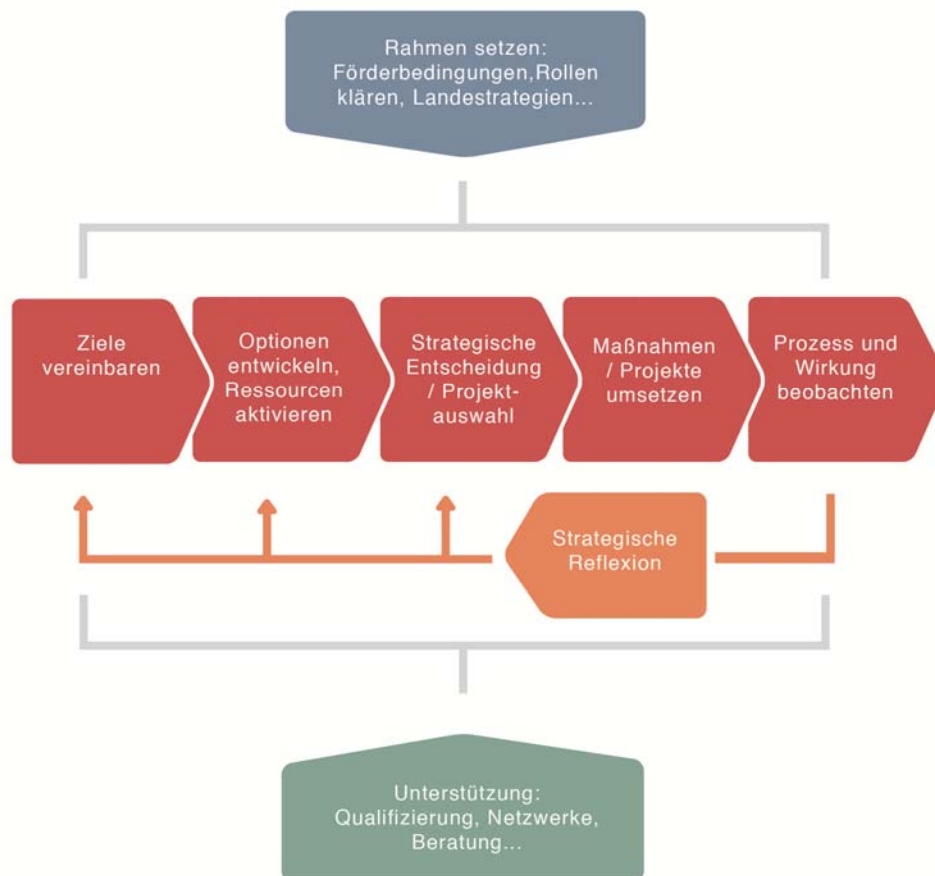 Rahmen setzen:
Förderbedingungen,Rollen
klären, Landestrategien...
Ziele
vereinbaren
Optionen
entwickeln,
Ressourcen
aktivieren
Strategische
Entscheidung
/ Projekt-
auswahl
Maßnahmen
/ Projekte
umsetzen
Prozess und
Wirkung
beobachten
Strategische
Reflexion
Unterstützung:
Qualifizierung, Netzwerke,
Beratung...